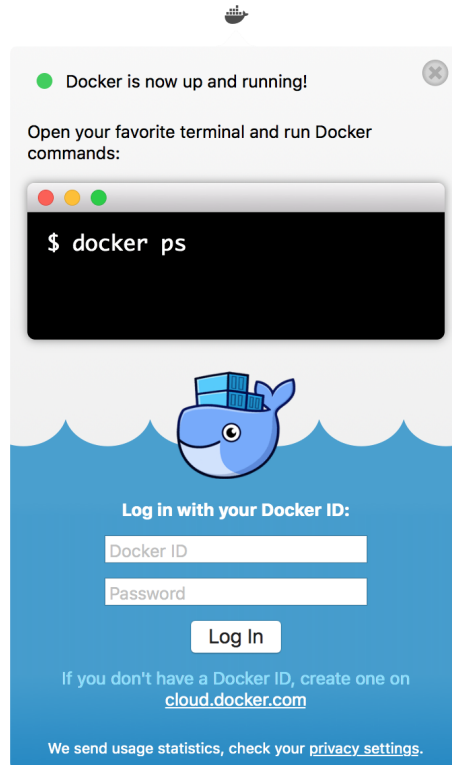 Docker is now up and running!
Open your favorite terminal and run Docker
commands:
$ docker ps
Log in with your Docker ID:
Docker ID
Password
Log In
If you don't have a Docker ID, create one on
cloud.docker.com
We send usage statistics, check your privacy settings.